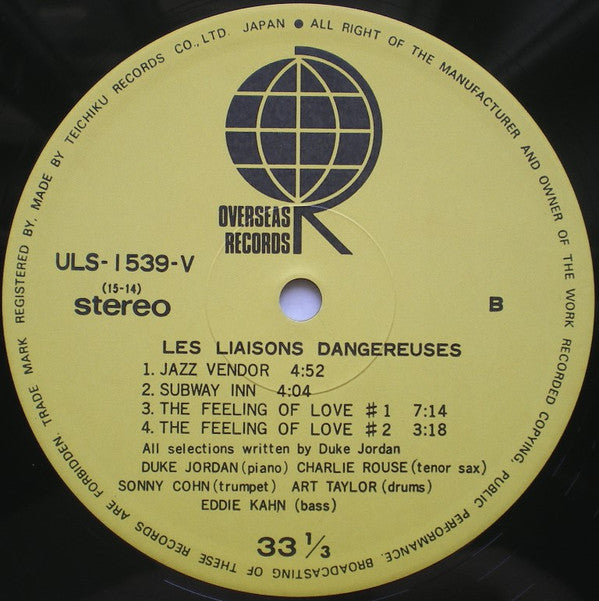 TRADE MARK REGISTERED BY. MADE BY TEICHIKU RECORDS CO., LTD. JAPAN ● ALL RIGHT OF THE MANUFACTURER AND OWNER OF THE WORK RECORDED COPYING, PUBLIC PERFORMANCE. BROADCASTING OF THESE RECORDS ARE FORBIDDEN.
OVERSEAS
RECORDS
ULS-1539-V
(15-14)
stereo
B
LES LIAISONS DANGEREUSES
1. JAZZ VENDOR 4:52
2. SUBWAY INN 4:04
3. THE FEELING OF LOVE #1 7:14
4. THE FEELING OF LOVE #2 3:18
All selections written by Duke Jordan
DUKE JORDAN (piano) CHARLIE ROUSE (tenor sax)
SONNY COHN (trumpet) ART TAYLOR (drums)
EDDIE KAHN (bass)
33 1/3